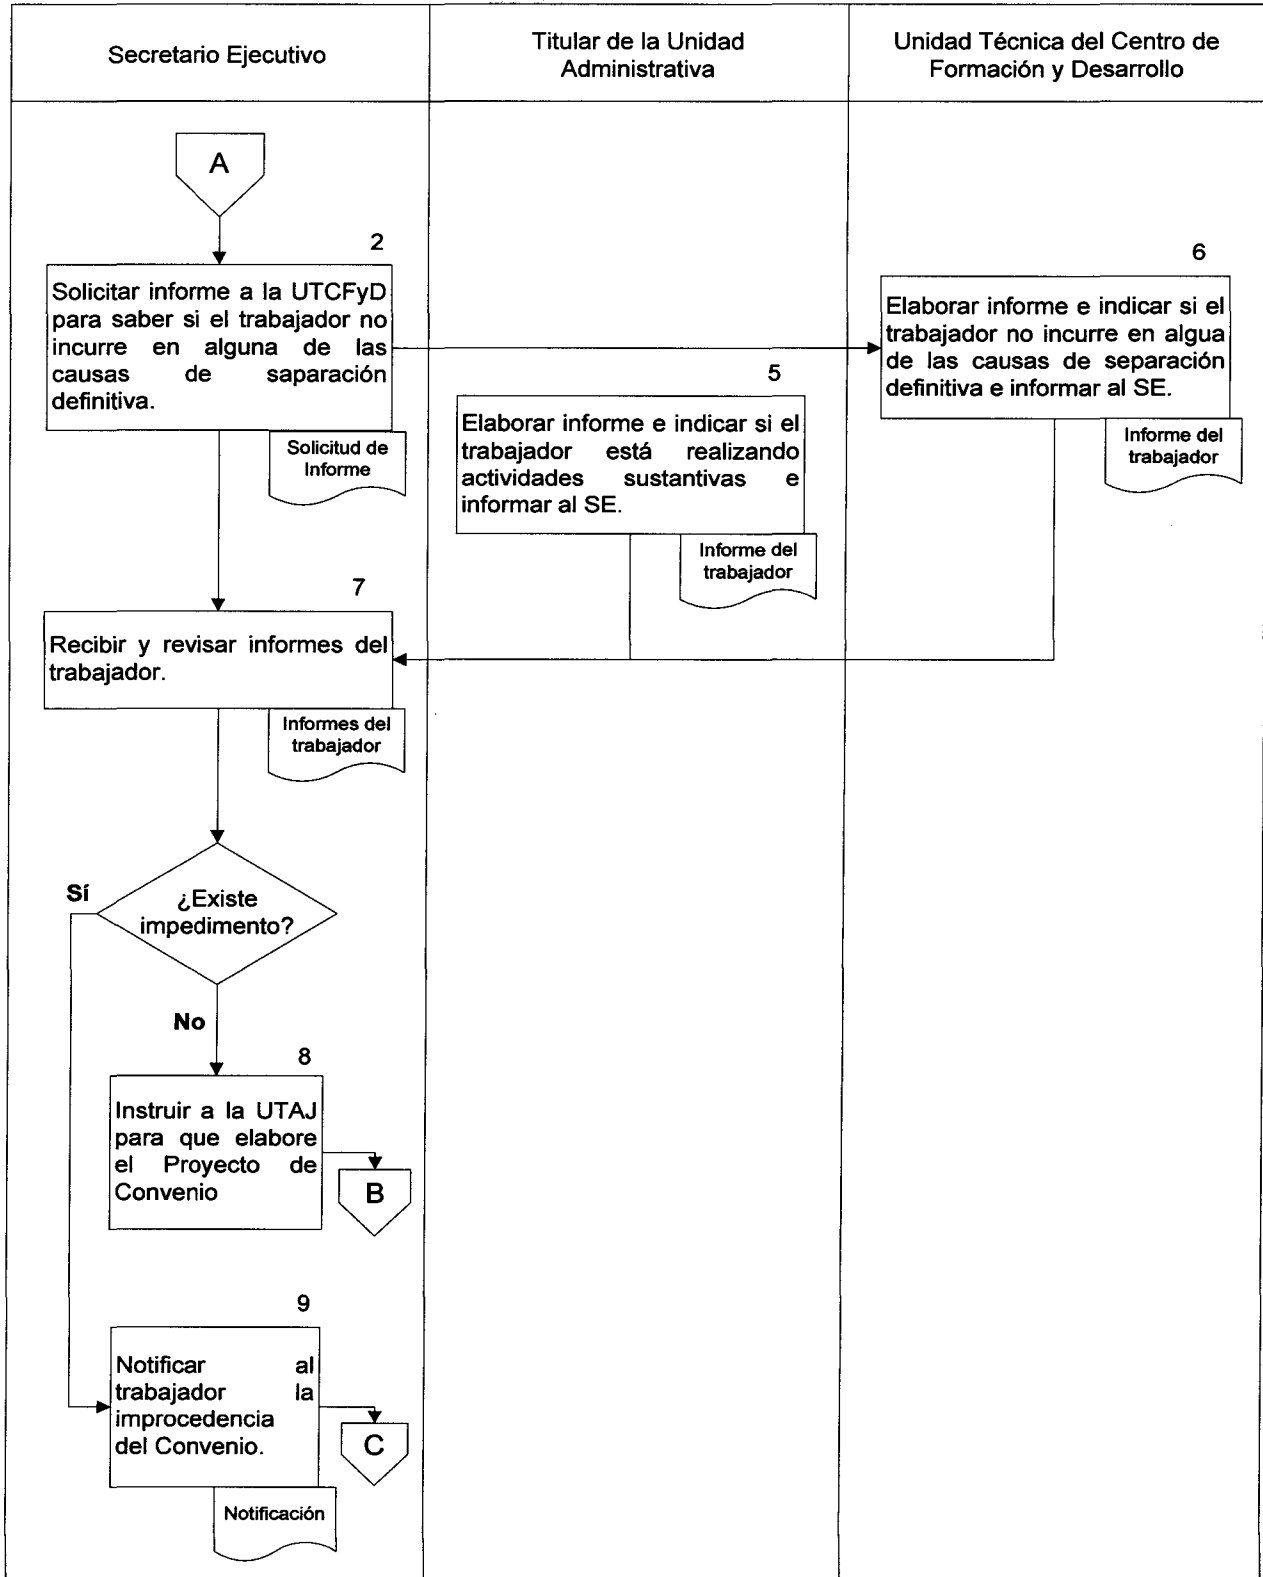 Secretario Ejecutivo
Titular de la Unidad
Administrativa
Unidad Técnica del Centro de
Formación y Desarrollo
A
2
Solicitar informe a la UTCFyD
para saber si el trabajador no
incurre en alguna de las
causas de saparación
definitiva.
Solicitud de
Informe
6
Elaborar informe e indicar si el
trabajador no incurre en algua
de las causas de separación
definitiva e informar al SE.
Informe del
trabajador
5
Elaborar informe e indicar si el
trabajador está realizando
actividades sustantivas e
informar al SE.
Informe del
trabajador
7
Recibir y revisar informes del
trabajador.
Informes del
trabajador
¿Existe
impedimento?
Sí
No
8
Instruir a la UTAJ
para que elabore
el Proyecto de
Convenio
B
9
Notificar al
trabajador la
improcedencia
del Convenio.
C
Notificación